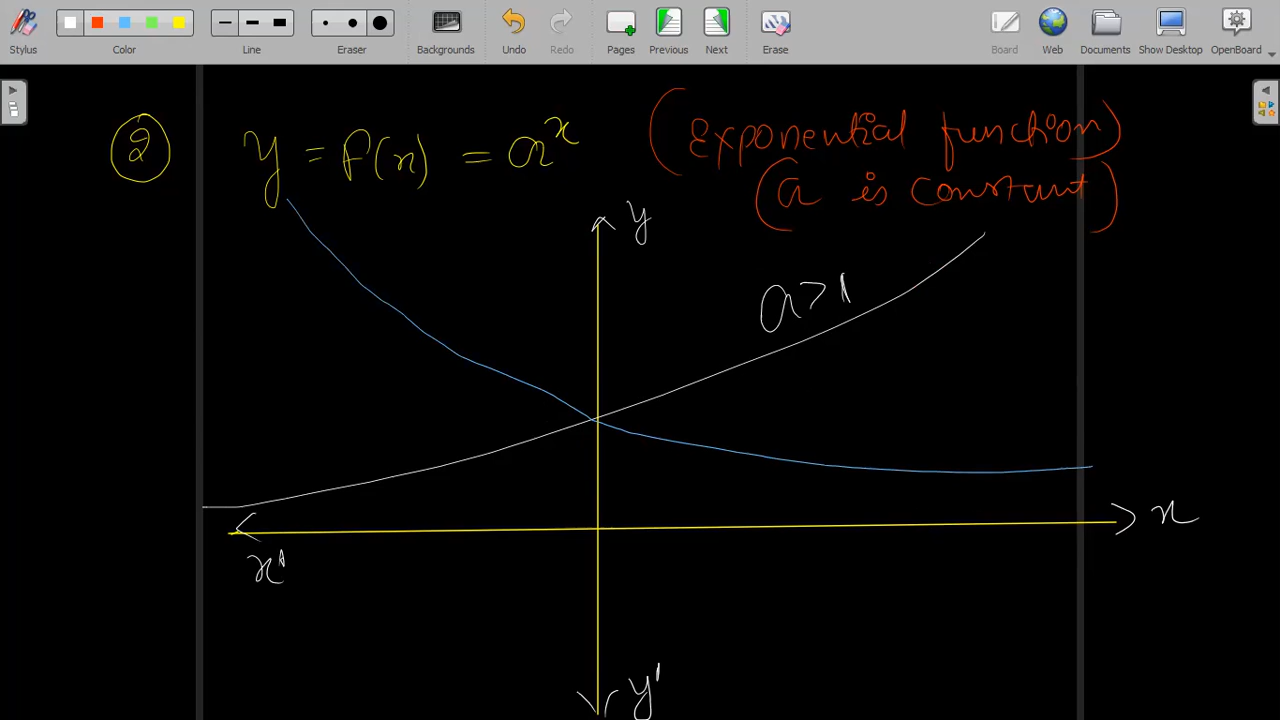 Stylus
Color
Line
Eraser
Backgrounds
Undo
Redo
Pages
Previous
Next
Erase
Board
Web
Documents
Show Desktop
OpenBoard
② y = f(x) = a^x (Exponential function)
(a is constant)
y
a>1
x
x'
y'